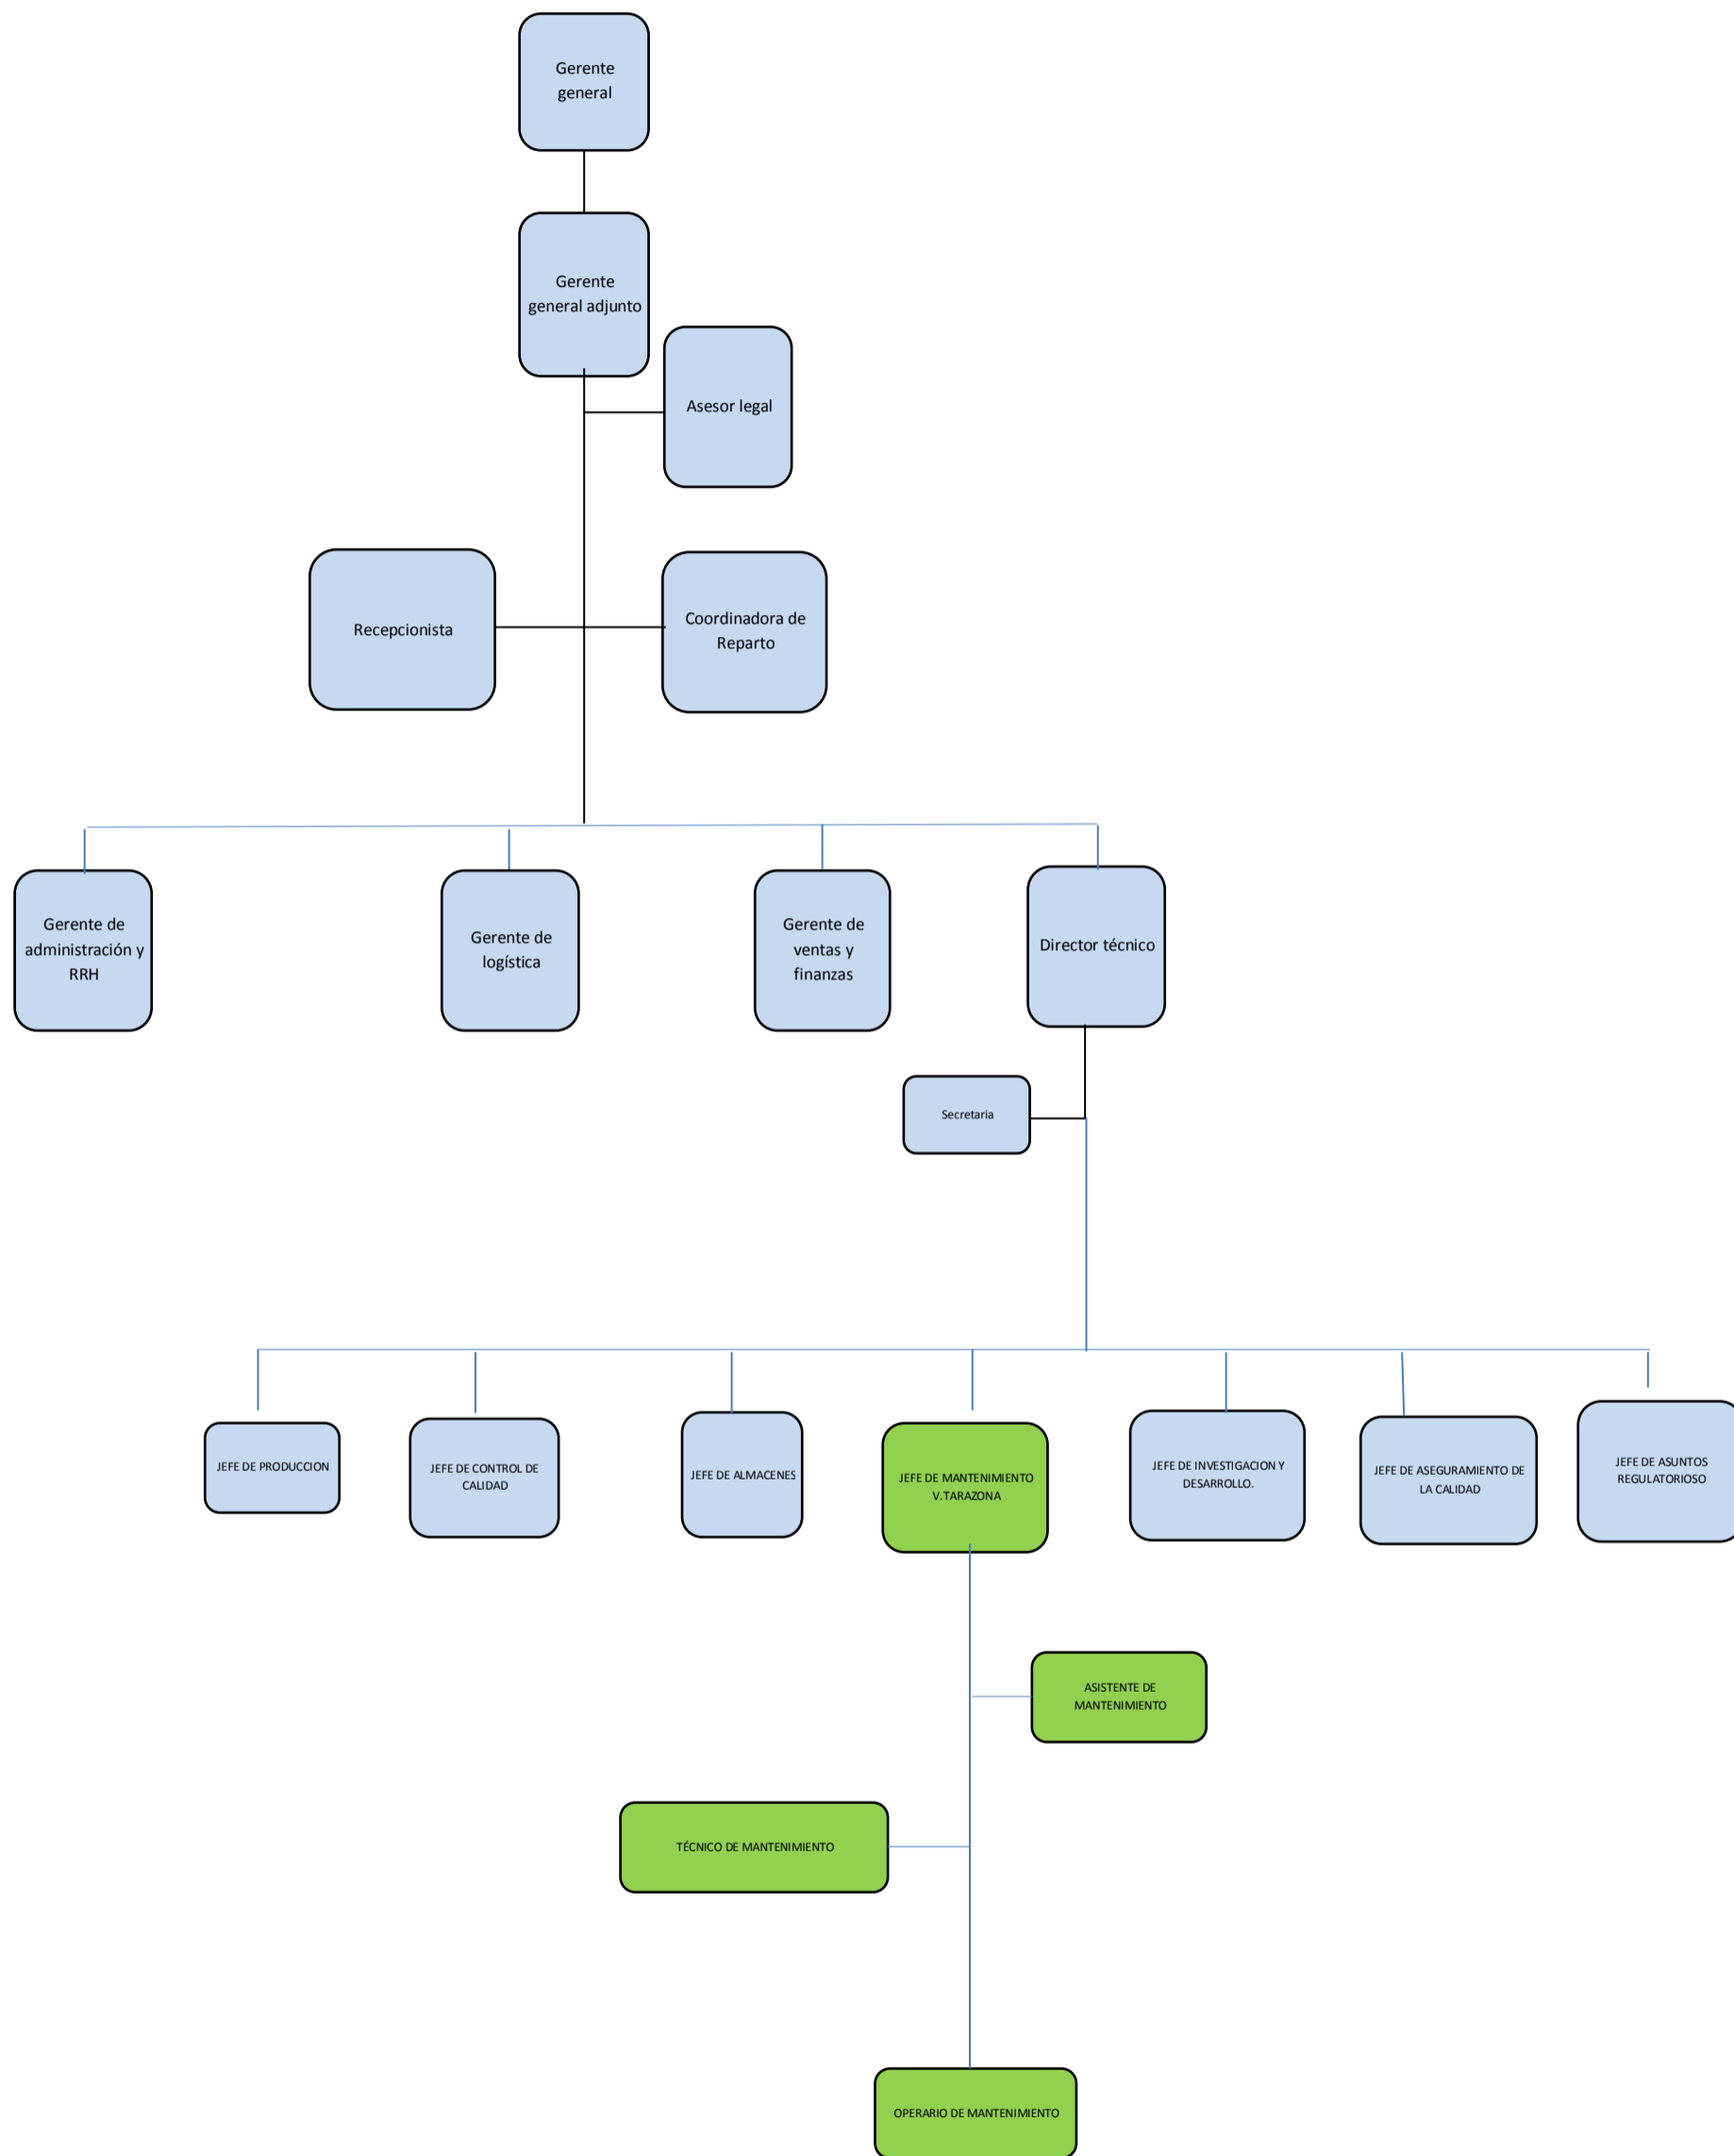 Gerente
general
Gerente
general adjunto
Asesor legal
Recepcionista
Coordinadora de
Reparto
Gerente de
administración y
RRH
Gerente de
logística
Gerente de
ventas y
finanzas
Director técnico
Secretaria
JEFE DE PRODUCCION
JEFE DE CONTROL DE
CALIDAD
JEFE DE ALMACENES
JEFE DE MANTENIMIENTO
V.TARAZONA
JEFE DE INVESTIGACION Y
DESARROLLO.
JEFE DE ASEGURAMIENTO DE
LA CALIDAD
JEFE DE ASUNTOS
REGULATORIOSO
ASISTENTE DE
MANTENIMIENTO
TÉCNICO DE MANTENIMIENTO
OPERARIO DE MANTENIMIENTO